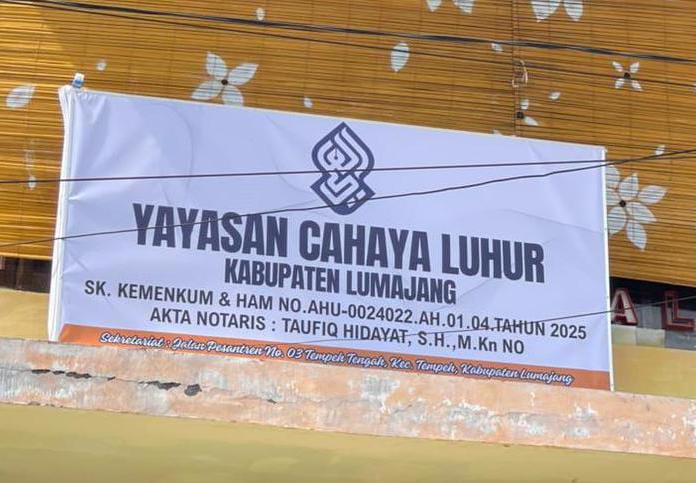 YAYASAN CAHAYA LUHUR
KABUPATEN LUMAJANG
SK. KEMENKUM & HAM NO.AHU-0024022.AH.01.04.TAHUN 2025
AKTA NOTARIS : TAUFIQ HIDAYAT, S.H.,M.Kn NO
Sekretariat : Jalan Pesantren No. 03 Tempeh Tengah, Kec. Tempeh, Kabupaten Lumajang